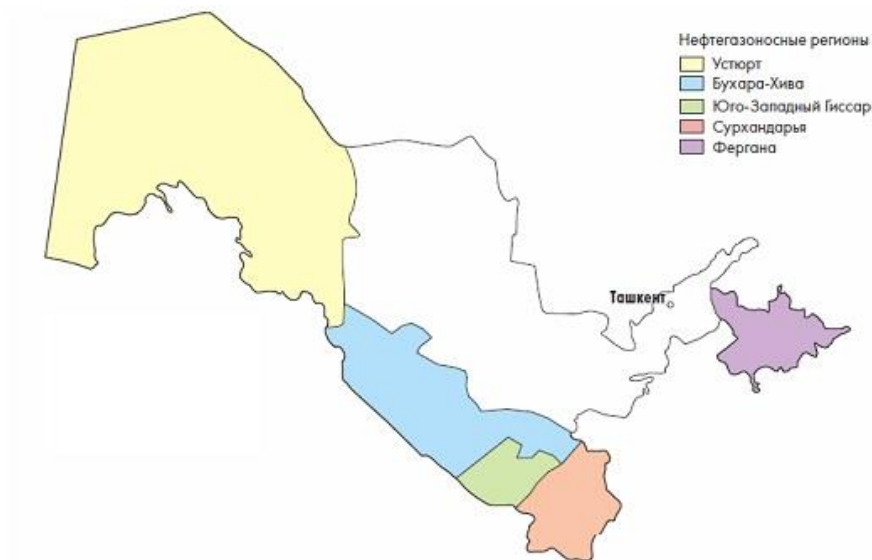 Нефтегазоносные регионы
Устюрт
Бухара-Хива
Юго-Западный Гиссар
Сурхандарья
Фергана
Ташкент